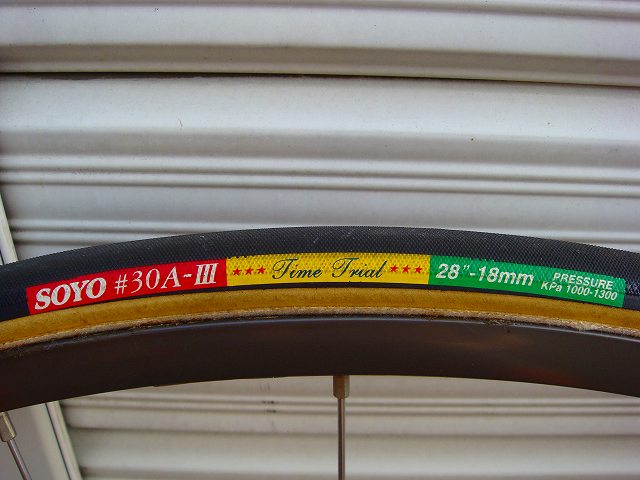 SOYO #30A-III ★★★ Time Trial ★★★ 28"-18mm PRESSURE
KPa 1000-1300